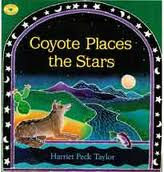 Coyote Places
the Stars
Harriet Peck Taylor